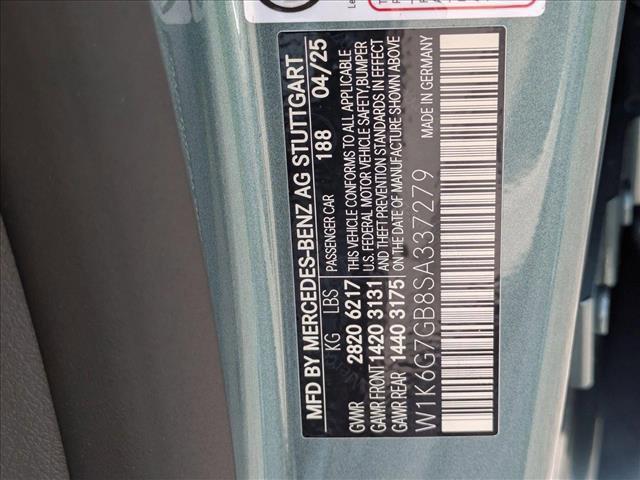 MFD BY MERCEDES-BENZ AG STUTTGART
188 04/25
KG LBS PASSENGER CAR
GVWR 2820 6217
GAWR FRONT 1420 3131
GAWR REAR 1440 3175
THIS VEHICLE CONFORMS TO ALL APPLICABLE
U.S. FEDERAL MOTOR VEHICLE SAFETY, BUMPER
AND THEFT PREVENTION STANDARDS IN EFFECT
ON THE DATE OF MANUFACTURE SHOWN ABOVE
W1K6G7GB8SA337279 MADE IN GERMANY